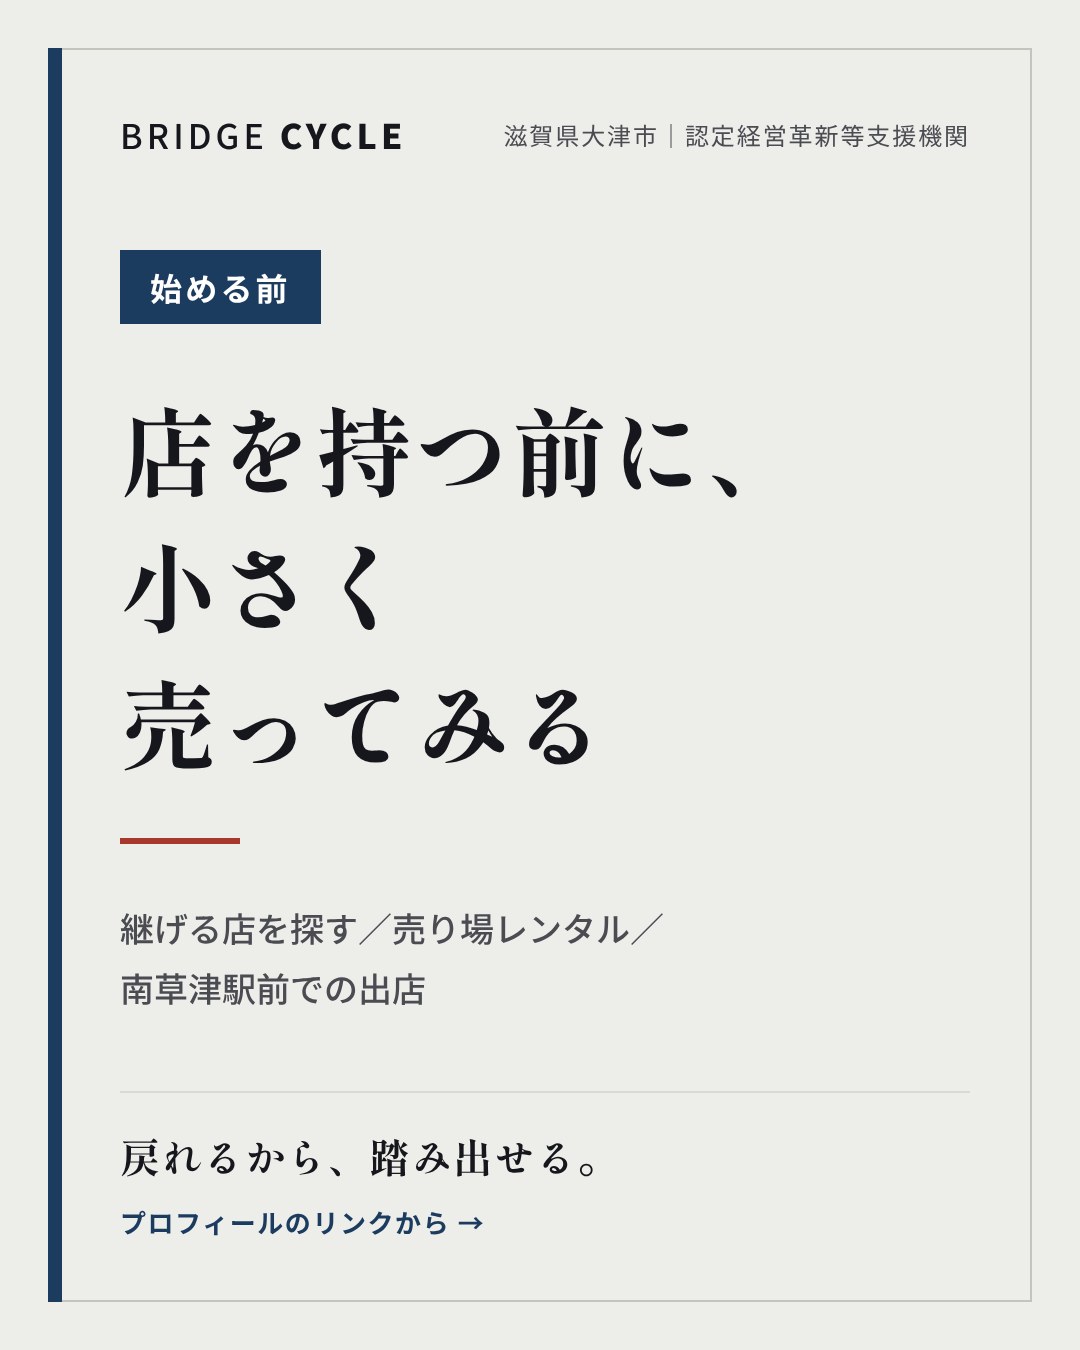 BRIDGE CYCLE
滋賀県大津市｜認定経営革新等支援機関
始める前
店を持つ前に、
小さく
売ってみる
継げる店を探す／売り場レンタル／
南草津駅前での出店
戻れるから、踏み出せる。
プロフィールのリンクから →